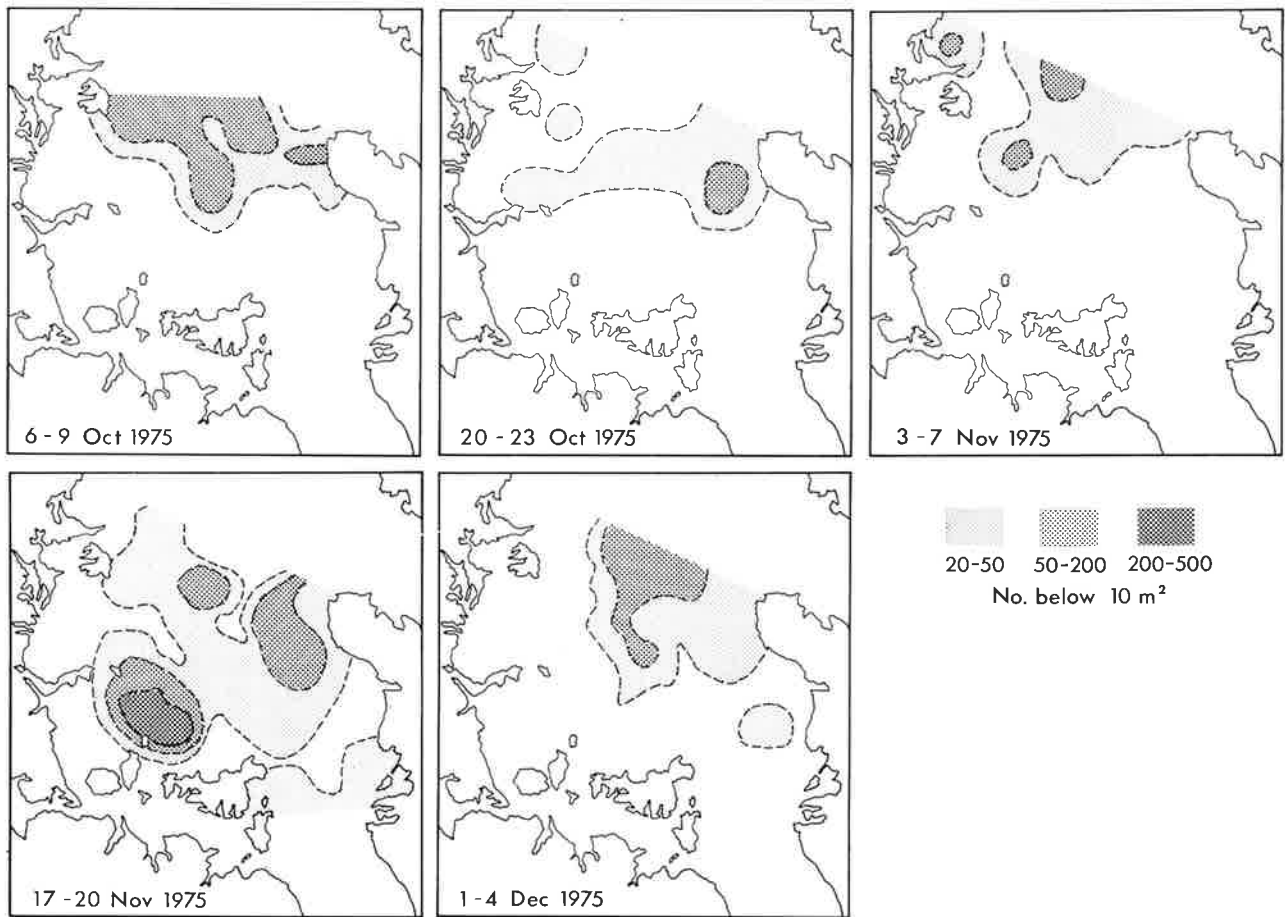 6 - 9 Oct 1975
20 - 23 Oct 1975
3 - 7 Nov 1975
17 - 20 Nov 1975
1 - 4 Dec 1975
20-50 50-200 200-500
No. below 10 m²